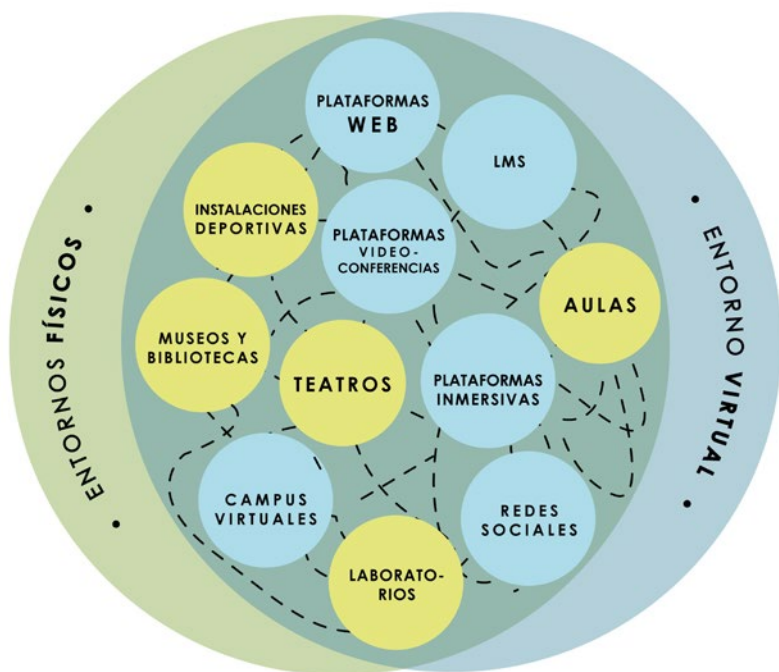 PLATAFORMAS
WEB
LMS
INSTALACIONES
DEPORTIVAS
PLATAFORMAS
VIDEO-
CONFERENCIAS
AULAS
MUSEOS Y
BIBLIOTECAS
TEATROS
PLATAFORMAS
INMERSIVAS
CAMPUS
VIRTUALES
REDES
SOCIALES
LABORATO-
RIOS
• ENTORNOS FÍSICOS •
• ENTORNO VIRTUAL •